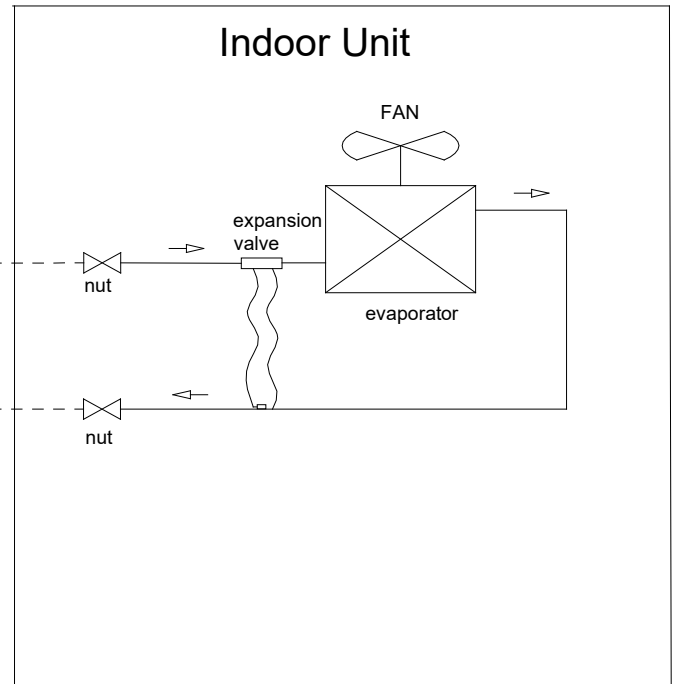 Indoor Unit
FAN
expansion
valve
nut
evaporator
nut